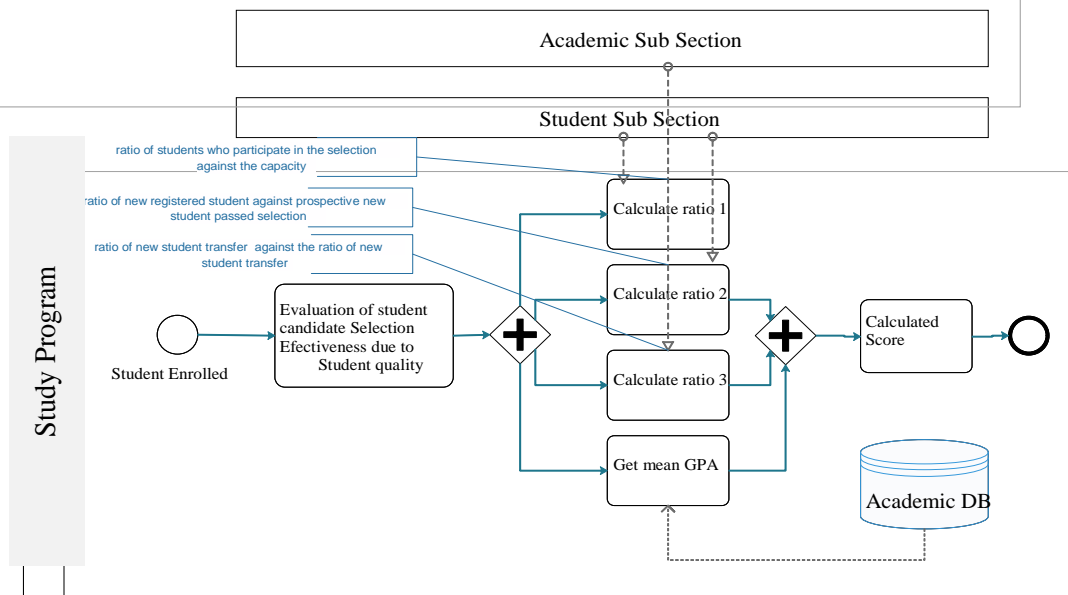 Academic Sub Section
Student Sub Section
ratio of students who participate in the selection
against the capacity
ratio of new registered student against prospective new
student passed selection
ratio of new student transfer  against the ratio of new
student transfer
Study Program
Student Enrolled
Evaluation of student
candidate Selection
Efectiveness due to
Student quality
Calculate ratio 1
Calculate ratio 2
Calculate ratio 3
Get mean GPA
Calculated
Score
Academic DB